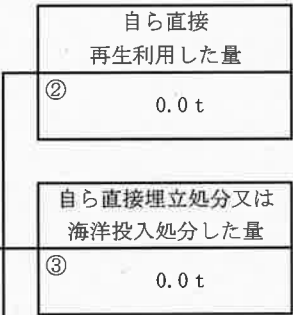 自ら直接
再生利用した量
②
0.0 t
自ら直接埋立処分又は
海洋投入処分した量
③
0.0 t